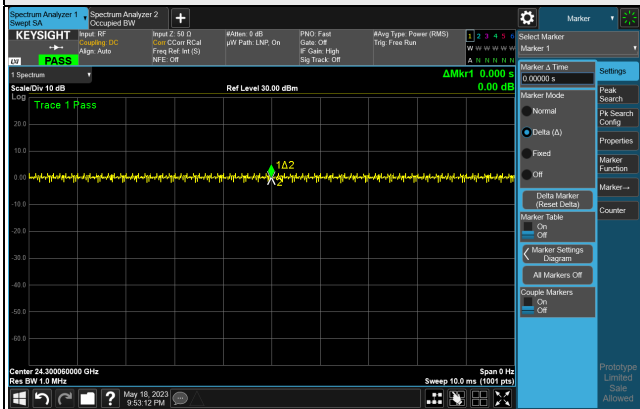 Spectrum Analyzer 1
Swept SA
Spectrum Analyzer 2
Occupied BW
+
Marker
KEYSIGHT
LXI
PASS
Input: RF
Coupling: DC
Align: Auto
Input Z: 50 Ω
Corr CCorr RCal
Freq Ref: Int (S)
NFE: Off
#Atten: 0 dB
µW Path: LNP, On
PNO: Fast
Gate: Off
IF Gain: High
Sig Track: Off
#Avg Type: Power (RMS)
Trig: Free Run
1 2 3 4 5 6
W W W W W W
A N N N N N
Select Marker
Marker 1
1 Spectrum
Scale/Div 10 dB
Log
Ref Level 30.00 dBm
ΔMkr1 0.000 s
0.00 dB
Trace 1 Pass
20.0
10.0
0.00
-10.0
-20.0
-30.0
-40.0
-50.0
-60.0
1Δ2
2
Center 24.300060000 GHz
Res BW 1.0 MHz
Span 0 Hz
Sweep 10.0 ms (1001 pts)
Marker Δ Time
0.00000 s
Marker Mode
Normal
Delta (Δ)
Fixed
Off
Delta Marker
(Reset Delta)
Marker Table
On
Off
Marker Settings
Diagram
All Markers Off
Couple Markers
On
Off
Settings
Peak
Search
Pk Search
Config
Properties
Marker
Function
Marker→
Counter
Prototype
Limited
Sale
Allowed
?
May 18, 2023
9:53:12 PM